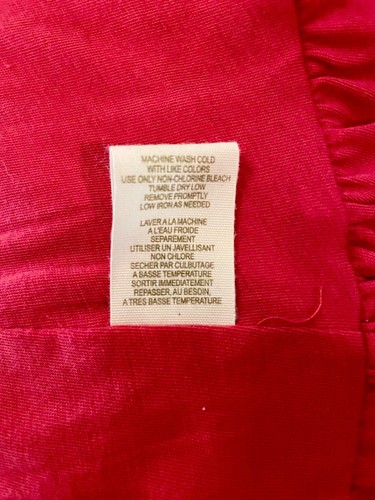 MACHINE WASH COLD
WITH LIKE COLORS
USE ONLY NON-CHLORINE BLEACH
TUMBLE DRY LOW
REMOVE PROMPTLY
LOW IRON AS NEEDED
LAVER A LA MACHINE
A L'EAU FROIDE
SEPAREMENT
UTILISER UN JAVELLISANT
NON CHLORE
SECHER PAR CULBUTAGE
A BASSE TEMPERATURE
SORTIR IMMEDIATEMENT
REPASSER, AU BESOIN,
A TRES BASSE TEMPERATURE